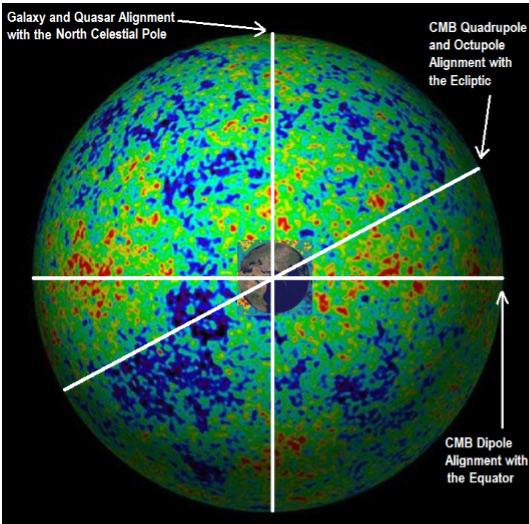 Galaxy and Quasar Alignment
with the North Celestial Pole
CMB Quadrupole
and Octupole
Alignment with
the Ecliptic
CMB Dipole
Alignment with
the Equator